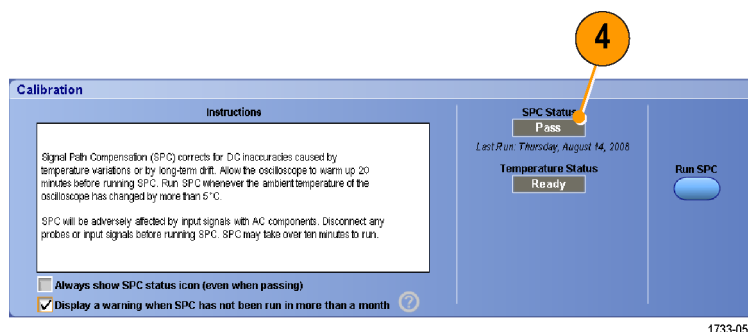 4
Calibration
Instructions
Signal Path Compensation (SPC) corrects for DC inaccuracies caused by
temperature variations or by long-term drift. Allow the oscilloscope to warm up 20
minutes before running SPC. Run SPC whenever the ambient temperature of the
oscilloscope has changed by more than 5°C.
SPC will be adversely affected by input signals with AC components. Disconnect any
probes or input signals before running SPC. SPC may take over ten minutes to run.
Always show SPC status icon (even when passing)
Display a warning when SPC has not been run in more than a month ?
SPC Status
Pass
Last Run: Thursday, August 14, 2008
Temperature Status
Ready
Run SPC
1733-05